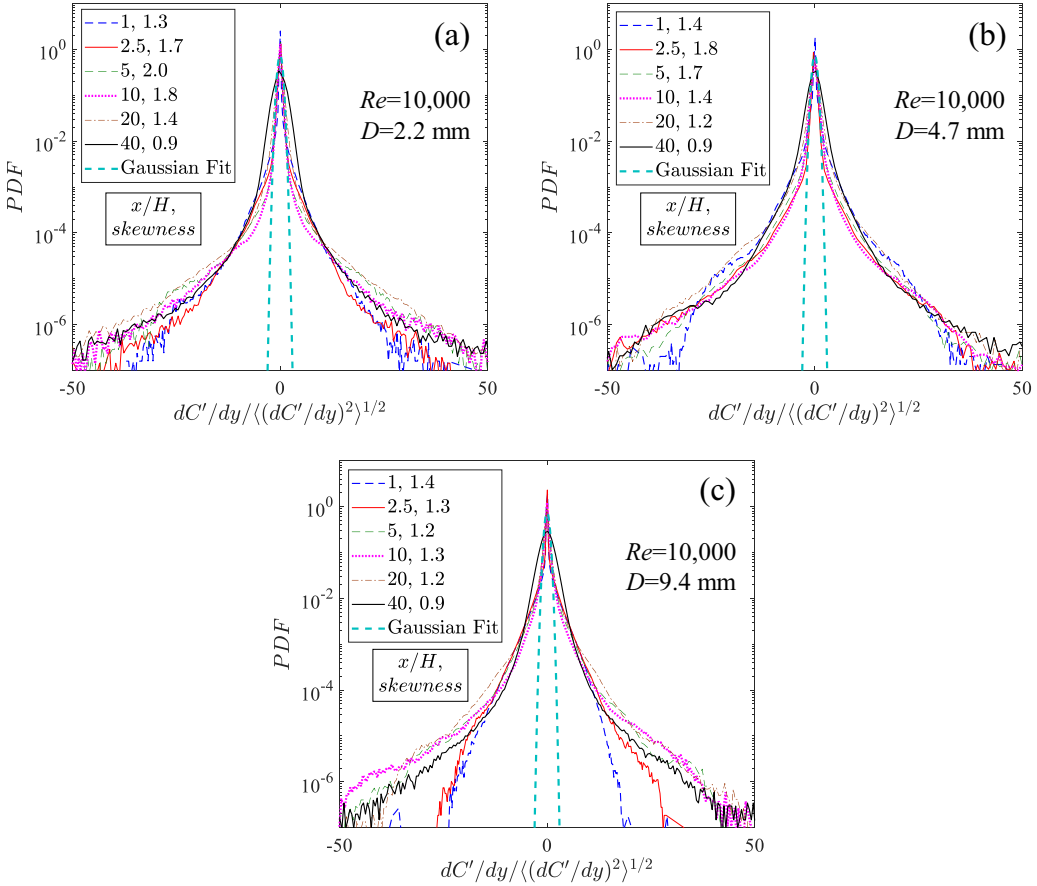 (a)
1, 1.3
2.5, 1.7
5, 2.0
10, 1.8
20, 1.4
40, 0.9
Gaussian Fit
x/H,
skewness
Re=10,000
D=2.2 mm
10^0
10^-2
10^-4
10^-6
PDF
-50 0 50
dC′/dy/⟨(dC′/dy)^2⟩^1/2
(b)
1, 1.4
2.5, 1.8
5, 1.7
10, 1.4
20, 1.2
40, 0.9
Gaussian Fit
x/H,
skewness
Re=10,000
D=4.7 mm
10^0
10^-2
10^-4
10^-6
PDF
-50 0 50
dC′/dy/⟨(dC′/dy)^2⟩^1/2
(c)
1, 1.4
2.5, 1.3
5, 1.2
10, 1.3
20, 1.2
40, 0.9
Gaussian Fit
x/H,
skewness
Re=10,000
D=9.4 mm
10^0
10^-2
10^-4
10^-6
PDF
-50 0 50
dC′/dy/⟨(dC′/dy)^2⟩^1/2